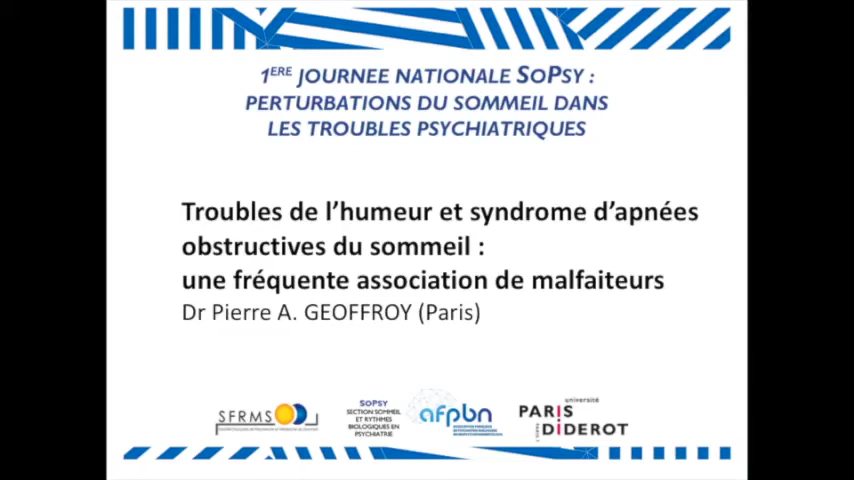 1ERE JOURNEE NATIONALE SOPSY :
PERTURBATIONS DU SOMMEIL DANS
LES TROUBLES PSYCHIATRIQUES
Troubles de l’humeur et syndrome d’apnées
obstructives du sommeil :
une fréquente association de malfaiteurs
Dr Pierre A. GEOFFROY (Paris)
SFRMS
SOPSY
SECTION SOMMEIL
ET RYTHMES
BIOLOGIQUES EN
PSYCHIATRIE
afpbn
université
PARIS
DIDEROT